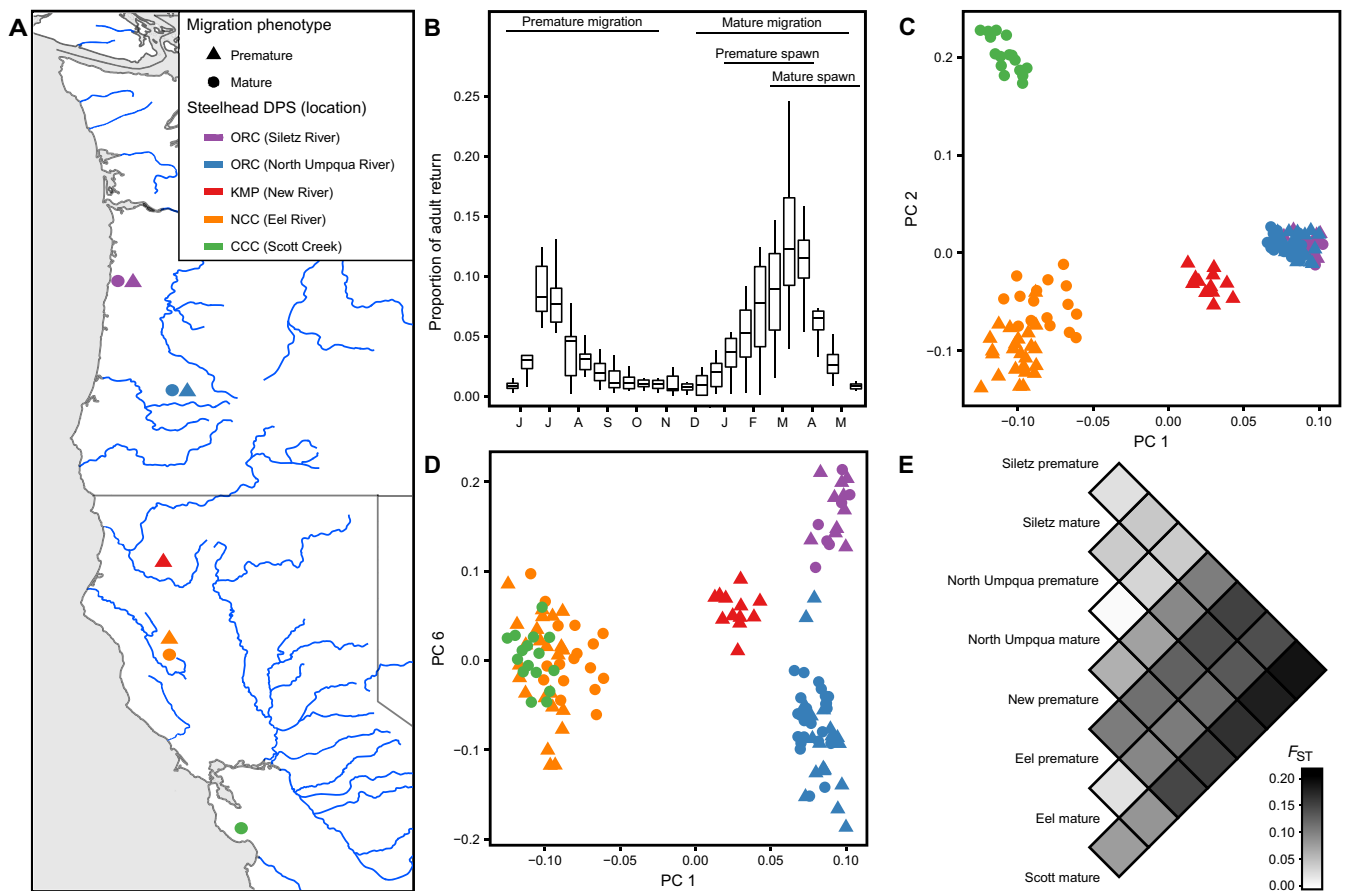 A
Migration phenotype
Premature
Mature
Steelhead DPS (location)
ORC (Siletz River)
ORC (North Umpqua River)
KMP (New River)
NCC (Eel River)
CCC (Scott Creek)
B
Premature migration
Mature migration
Premature spawn
Mature spawn
Proportion of adult return
0.25
0.20
0.15
0.10
0.05
0.00
J J A S O N D J F M A M
C
PC 2
0.2
0.1
0.0
−0.1
−0.10 −0.05 0.00 0.05 0.10
PC 1
D
PC 6
0.2
0.1
0.0
−0.1
−0.2
−0.10 −0.05 0.00 0.05 0.10
PC 1
E
Siletz premature
Siletz mature
North Umpqua premature
North Umpqua mature
New premature
Eel premature
Eel mature
Scott mature
FST
0.20
0.15
0.10
0.05
0.00